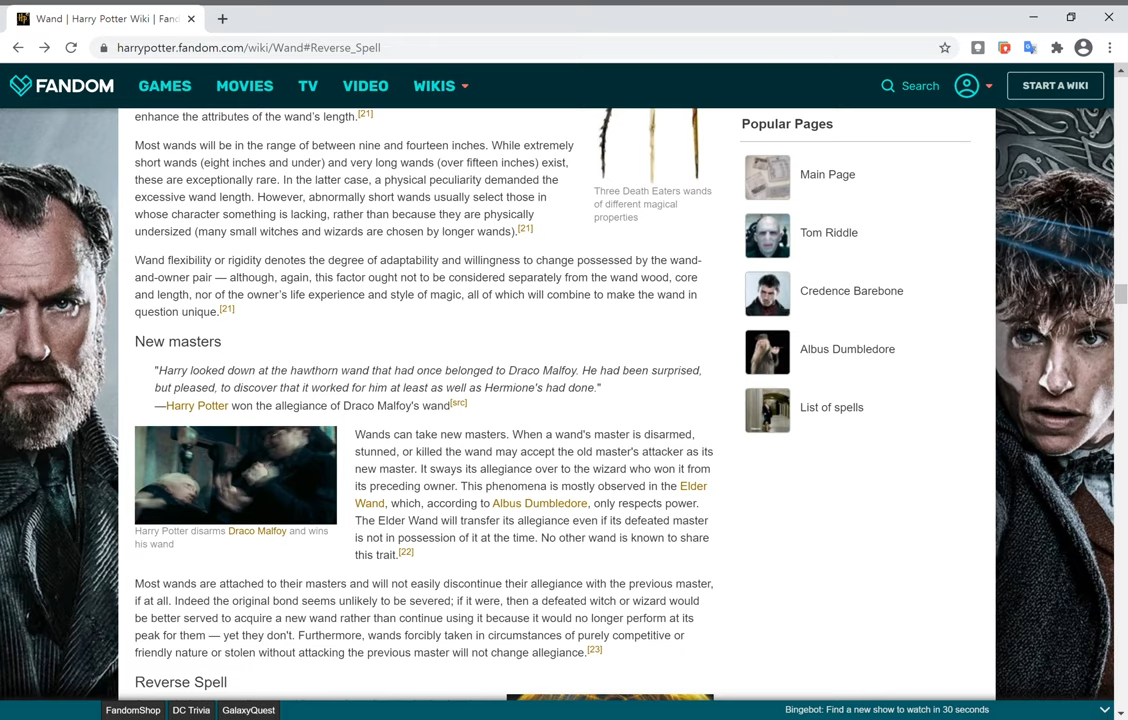 Wand | Harry Potter Wiki | Fand
harrypotter.fandom.com/wiki/Wand#Reverse_Spell
FANDOM GAMES MOVIES TV VIDEO WIKIS Search START A WIKI
enhance the attributes of the wand's length.[21]
Most wands will be in the range of between nine and fourteen inches. While extremely
short wands (eight inches and under) and very long wands (over fifteen inches) exist,
these are exceptionally rare. In the latter case, a physical peculiarity demanded the
excessive wand length. However, abnormally short wands usually select those in
whose character something is lacking, rather than because they are physically
undersized (many small witches and wizards are chosen by longer wands).[21]
Three Death Eaters wands
of different magical
properties
Wand flexibility or rigidity denotes the degree of adaptability and willingness to change possessed by the wand-
and-owner pair — although, again, this factor ought not to be considered separately from the wand wood, core
and length, nor of the owner's life experience and style of magic, all of which will combine to make the wand in
question unique.[21]
New masters
"Harry looked down at the hawthorn wand that had once belonged to Draco Malfoy. He had been surprised,
but pleased, to discover that it worked for him at least as well as Hermione's had done."
—Harry Potter won the allegiance of Draco Malfoy's wand[src]
Harry Potter disarms Draco Malfoy and wins
his wand
Wands can take new masters. When a wand's master is disarmed,
stunned, or killed the wand may accept the old master's attacker as its
new master. It sways its allegiance over to the wizard who won it from
its preceding owner. This phenomena is mostly observed in the Elder
Wand, which, according to Albus Dumbledore, only respects power.
The Elder Wand will transfer its allegiance even if its defeated master
is not in possession of it at the time. No other wand is known to share
this trait.[22]
Most wands are attached to their masters and will not easily discontinue their allegiance with the previous master,
if at all. Indeed the original bond seems unlikely to be severed; if it were, then a defeated witch or wizard would
be better served to acquire a new wand rather than continue using it because it would no longer perform at its
peak for them — yet they don't. Furthermore, wands forcibly taken in circumstances of purely competitive or
friendly nature or stolen without attacking the previous master will not change allegiance.[23]
Reverse Spell
Popular Pages
Main Page
Tom Riddle
Credence Barebone
Albus Dumbledore
List of spells
FandomShop DC Trivia GalaxyQuest Bingebot: Find a new show to watch in 30 seconds